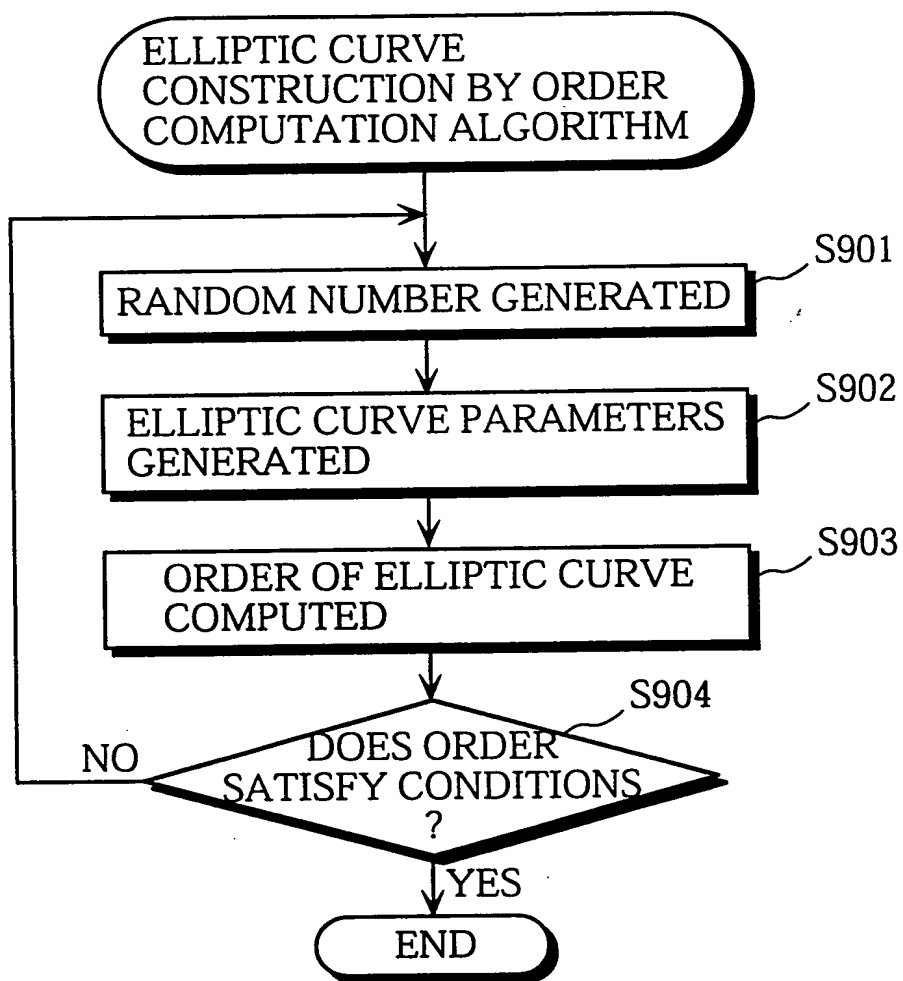 ELLIPTIC CURVE
CONSTRUCTION BY ORDER
COMPUTATION ALGORITHM
S901
RANDOM NUMBER GENERATED
S902
ELLIPTIC CURVE PARAMETERS
GENERATED
S903
ORDER OF ELLIPTIC CURVE
COMPUTED
S904
NO
DOES ORDER
SATISFY CONDITIONS
?
YES
END